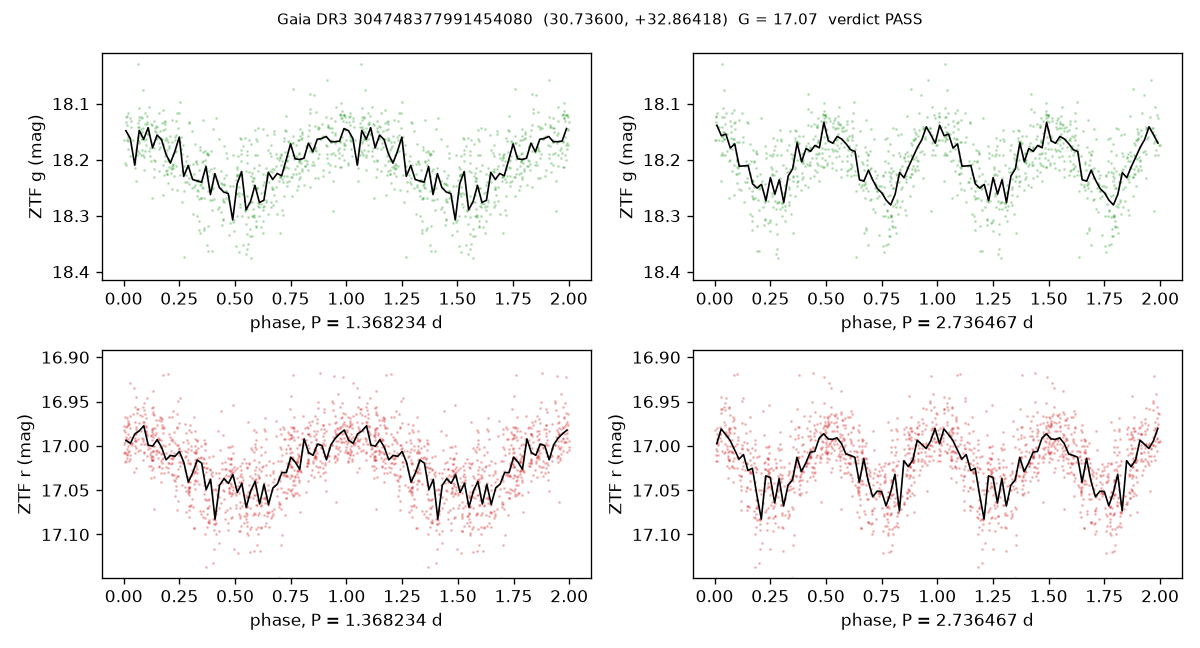 Gaia DR3 304748377991454080 (30.73600, +32.86418) G = 17.07 verdict PASS
ZTF g (mag)
18.1
18.2
18.3
18.4
0.00 0.25 0.50 0.75 1.00 1.25 1.50 1.75 2.00
phase, P = 1.368234 d
ZTF g (mag)
18.1
18.2
18.3
18.4
0.00 0.25 0.50 0.75 1.00 1.25 1.50 1.75 2.00
phase, P = 2.736467 d
ZTF r (mag)
16.90
16.95
17.00
17.05
17.10
0.00 0.25 0.50 0.75 1.00 1.25 1.50 1.75 2.00
phase, P = 1.368234 d
ZTF r (mag)
16.90
16.95
17.00
17.05
17.10
0.00 0.25 0.50 0.75 1.00 1.25 1.50 1.75 2.00
phase, P = 2.736467 d